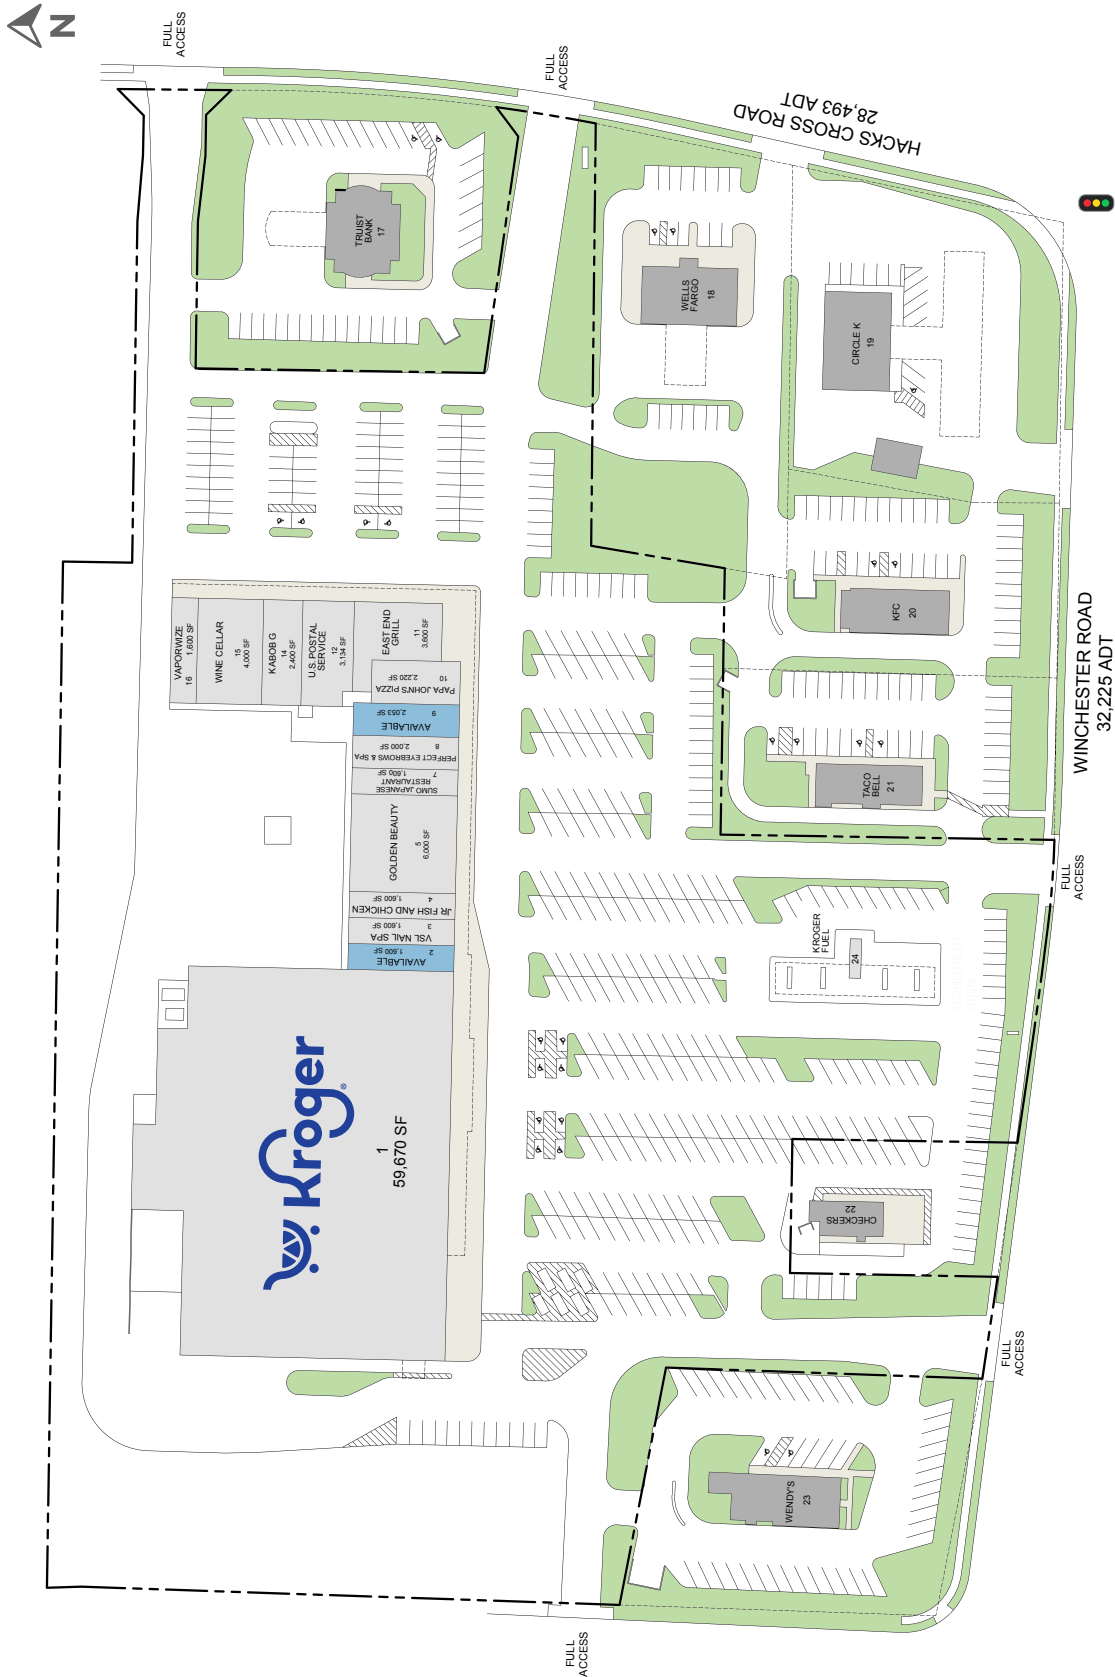 N
FULL
ACCESS
FULL
ACCESS
HACKS CROSS ROAD
28,493 ADT
TRUIST
BANK
17
WELLS
FARGO
18
CIRCLE K
19
KFC
20
TACO
BELL
21
WINCHESTER ROAD
32,225 ADT
VAPORWIZE
16 1,600 SF
WINE CELLAR
15
4,000 SF
KABOB G
14
2,400 SF
U.S. POSTAL
SERVICE
12
3,134 SF
EAST END
GRILL
11
3,600 SF
PAPA JOHN'S PIZZA
10 2,220 SF
AVAILABLE
9 2,053 SF
PERFECT EYEBROWS & SPA
8 2,000 SF
SUMO JAPANESE
RESTAURANT
7 1,600 SF
GOLDEN BEAUTY
5
6,000 SF
JR FISH AND CHICKEN
4 1,600 SF
VSL NAIL SPA
3 1,600 SF
AVAILABLE
2 1,600 SF
Kroger®
1
59,670 SF
KROGER
FUEL
24
FULL
ACCESS
CHECKERS
22
FULL
ACCESS
WENDY'S
23
FULL
ACCESS